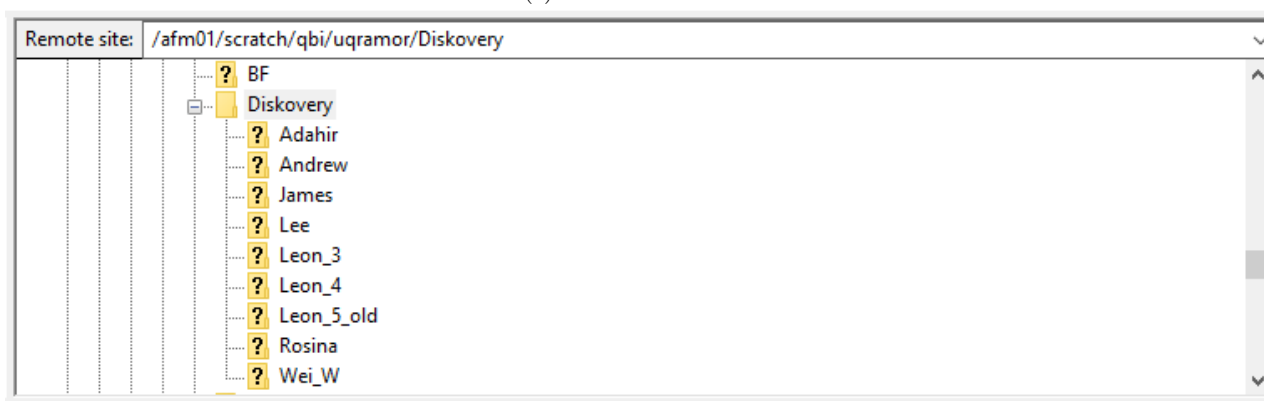 Remote site: /afm01/scratch/qbi/uqramor/Diskovery
? BF
Diskovery
? Adahir
? Andrew
? James
? Lee
? Leon_3
? Leon_4
? Leon_5_old
? Rosina
? Wei_W